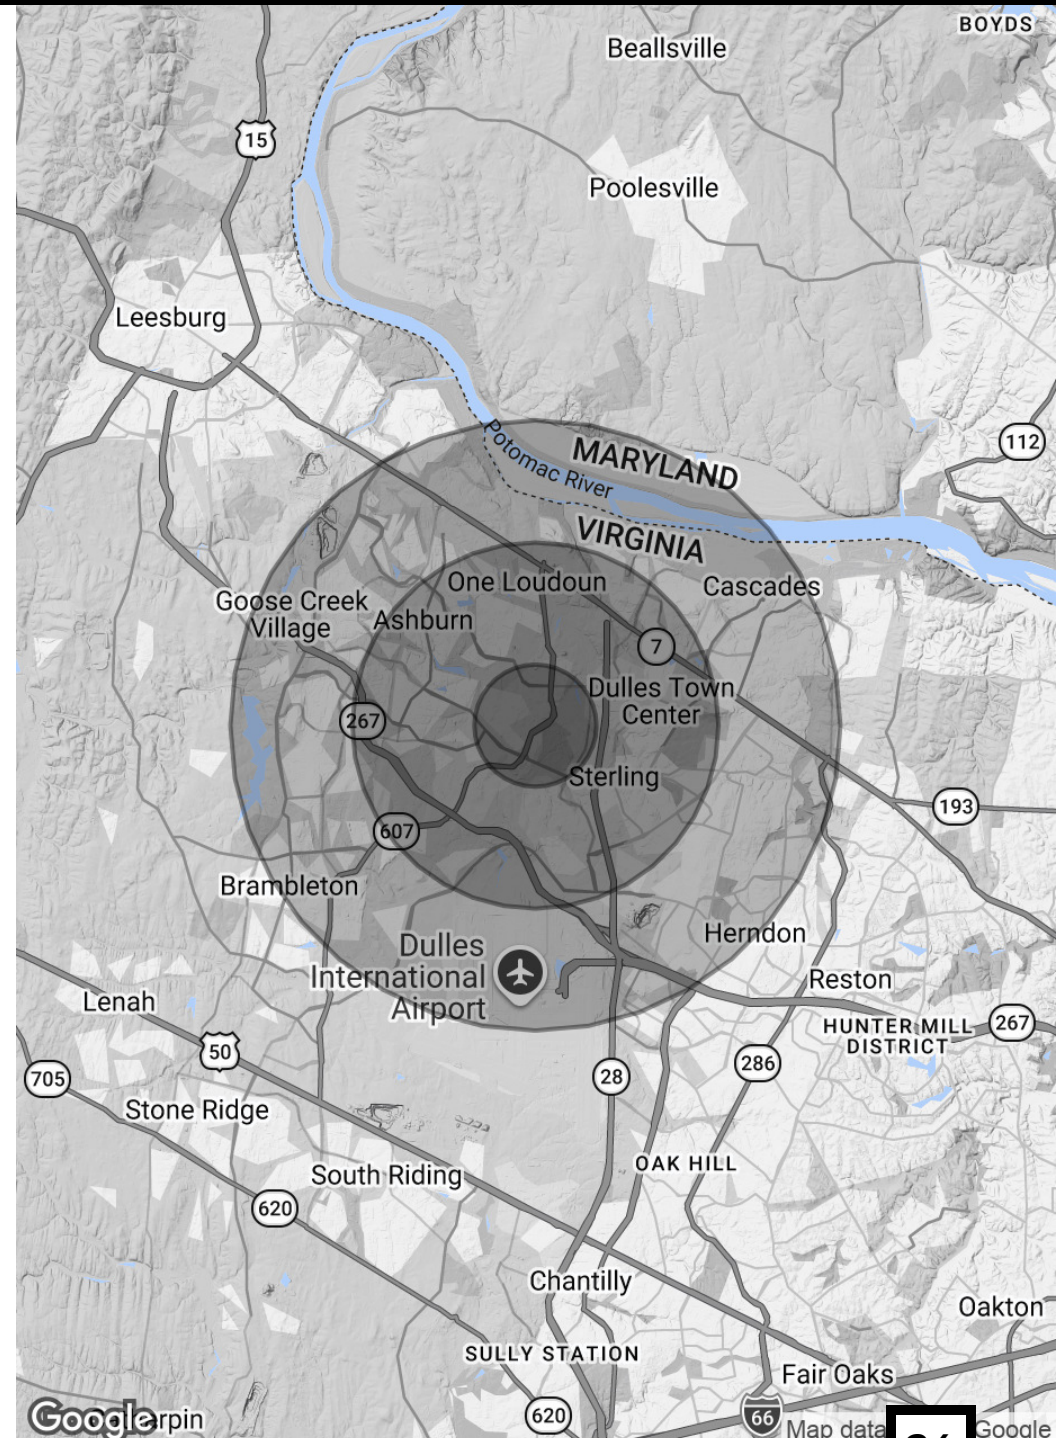 BOYDS
Beallsville
15
Poolesville
Leesburg
112
MARYLAND
Potomac River
VIRGINIA
One Loudoun
Cascades
Goose Creek
Village
Ashburn
7
Dulles Town
Center
267
Sterling
193
607
Brambleton
Herndon
Dulles
International
Airport
Reston
Lenah
HUNTER MILL
DISTRICT
267
50
286
28
705
Stone Ridge
OAK HILL
South Riding
620
Chantilly
Oakton
SULLY STATION
Fair Oaks
Google
arpin
620
66
Map data
Google